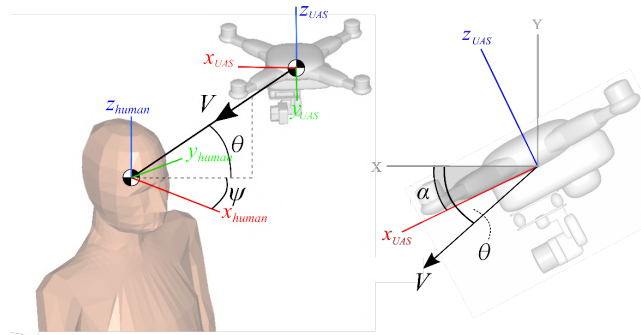 z_UAS
x_UAS
V
y_UAS
z_human
θ
y_human
ψ
x_human
Y
z_UAS
X
α
x_UAS
θ
V